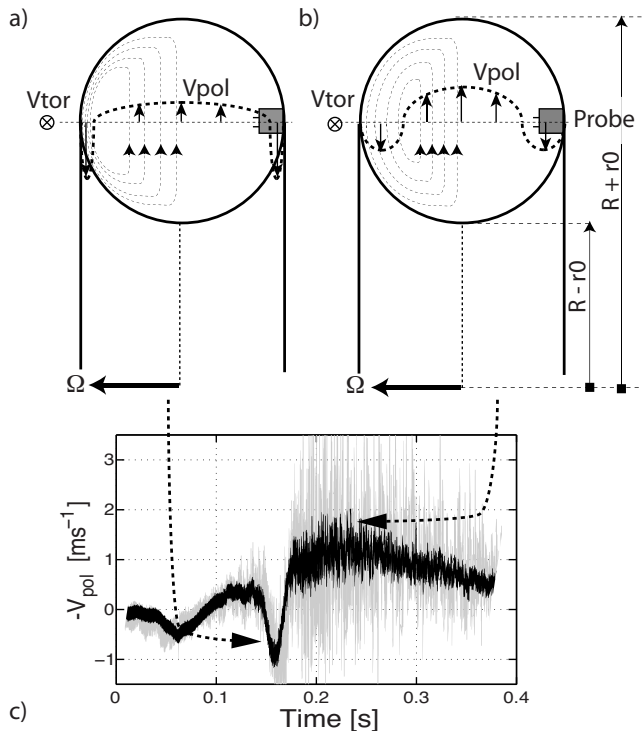 a)
b)
Vpol
Vpol
Vtor
Vtor
Probe
R + r0
R - r0
Ω
Ω
-Vpol [ms⁻¹]
3
2
1
0
−1
0
0.1
0.2
0.3
0.4
Time [s]
c)